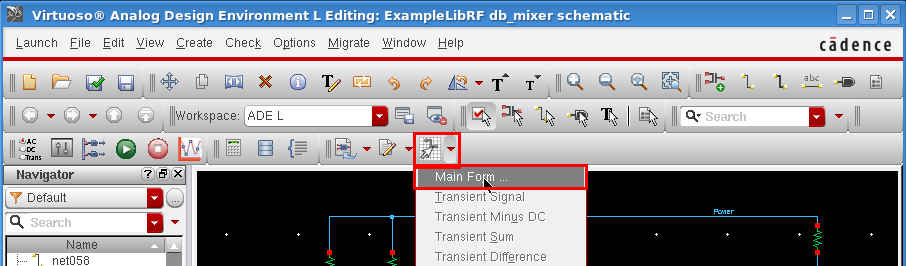 Virtuoso® Analog Design Environment L Editing: ExampleLibRF db_mixer schematic
Launch File Edit View Create Check Options Migrate Window Help
cādence
T T T
abc
Workspace: ADE L
T
Search
AC
DC
Trans
Navigator
? 
Default
Name
net058
Main Form ...
Transient Signal
Transient Minus DC
Transient Sum
Transient Difference
Power